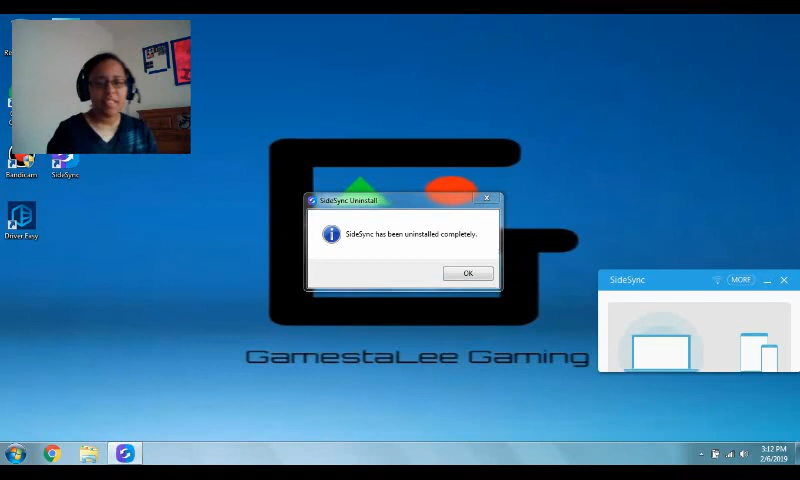 Re
SideSync Uninstall
SideSync has been uninstalled completely.
OK
Bandicam
SideSync
Driver Easy
SideSync
MORE
GamestaLee Gaming
3:12 PM
2/6/2019